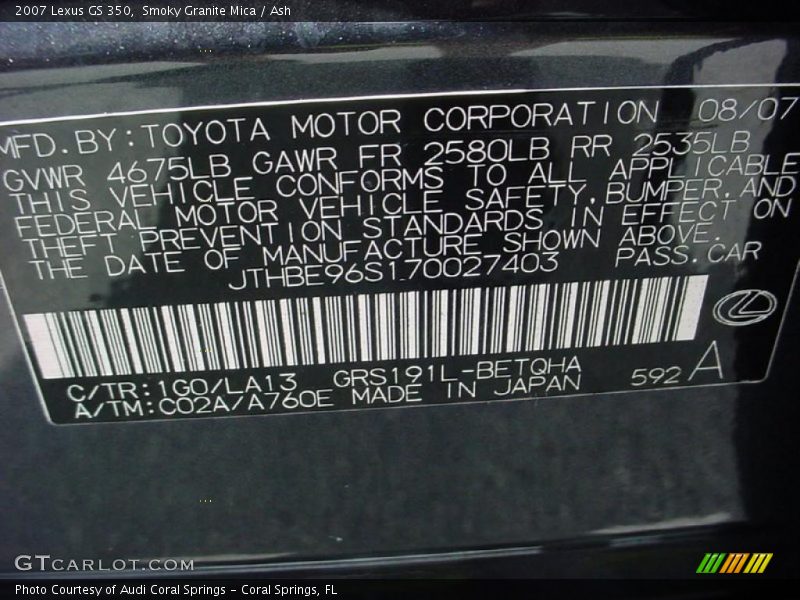 2007 Lexus GS 350, Smoky Granite Mica / Ash
MFD. BY: TOYOTA MOTOR CORPORATION 08/07
GVWR 4675LB GAWR FR 2580LB RR 2535LB
THIS VEHICLE CONFORMS TO ALL APPLICABLE
FEDERAL MOTOR VEHICLE SAFETY, BUMPER, AND
THEFT PREVENTION STANDARDS IN EFFECT ON
THE DATE OF MANUFACTURE SHOWN ABOVE.
JTHBE96S170027403 PASS. CAR
C/TR: 1G0/LA13 GRS191L-BETQHA
A/TM: C02A/A760E MADE IN JAPAN 592 A
GTCARLOT.COM
Photo Courtesy of Audi Coral Springs - Coral Springs, FL